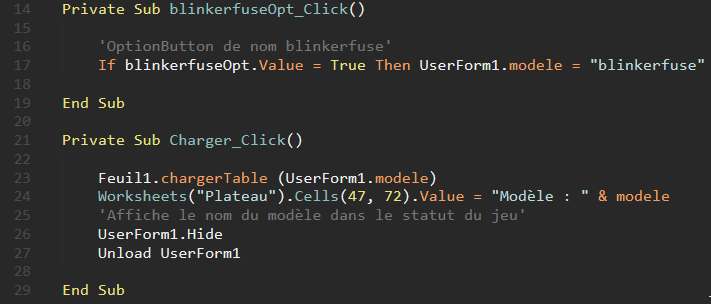 14 Private Sub blinkerfuseOpt_Click()
15
16 'OptionButton de nom blinkerfuse'
17 If blinkerfuseOpt.Value = True Then UserForm1.modele = "blinkerfuse"
18
19 End Sub
20
21 Private Sub Charger_Click()
22
23 Feuil1.chargerTable (UserForm1.modele)
24 Worksheets("Plateau").Cells(47, 72).Value = "Modèle : " & modele
25 'Affiche le nom du modèle dans le statut du jeu'
26 UserForm1.Hide
27 Unload UserForm1
28
29 End Sub